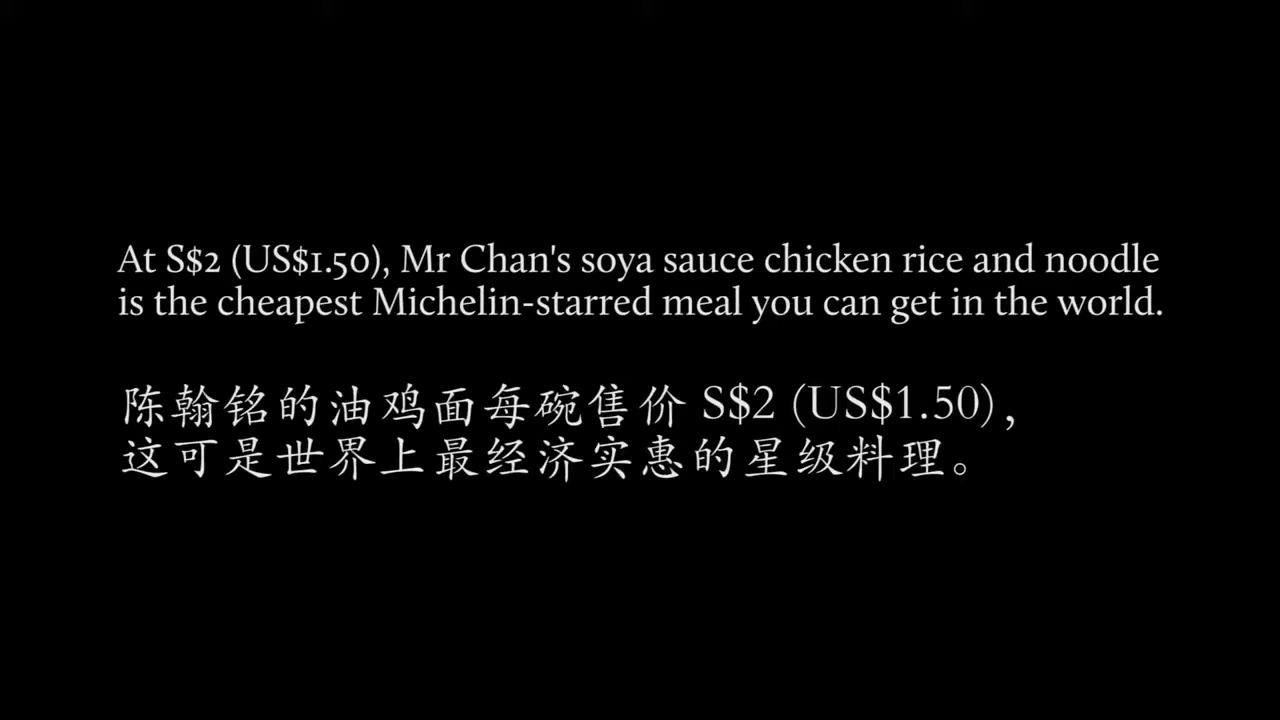 At S$2 (US$1.50), Mr Chan's soya sauce chicken rice and noodle
is the cheapest Michelin-starred meal you can get in the world.
陈翰铭的油鸡面每碗售价 S$2 (US$1.50)，
这可是世界上最经济实惠的星级料理。